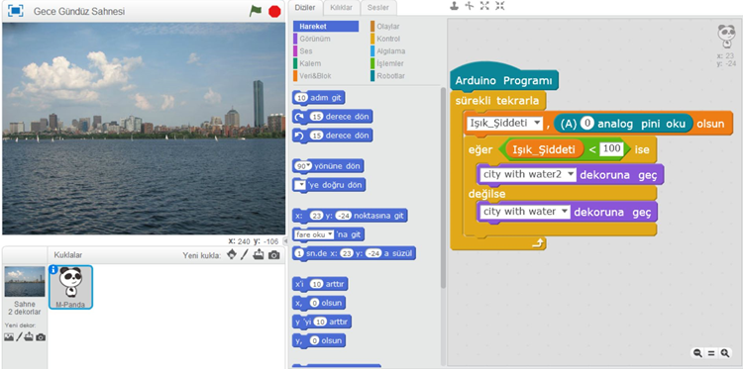 Gece Gündüz Sahnesi
x: 240 y: -106
Kuklalar
Yeni kukla:
Sahne
2 dekorlar
Yeni dekor:
M-Panda
Diziler
Kılıklar
Sesler
Hareket
Olaylar
Görünüm
Kontrol
Ses
Algılama
Kalem
İşlemler
Veri&Blok
Robotlar
10 adım git
15 derece dön
15 derece dön
90 yönüne dön
'ye doğru dön
x: 23 y: -24 noktasına git
fare oku 'na git
1 sn.de x: 23 y: -24 a süzül
x'i 10 arttır
x, 0 olsun
y 'yi 10 arttır
y, 0 olsun
x: 23
y: -24
Arduino Programı
sürekli tekrarla
Işık_Şiddeti , (A) 0 analog pini oku olsun
eğer Işık_Şiddeti < 100 ise
city with water2 dekoruna geç
değilse
city with water dekoruna geç